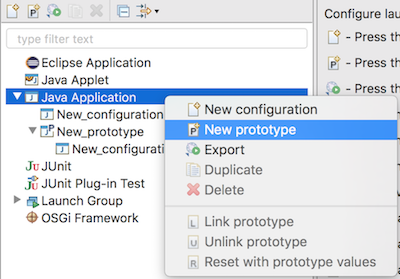 Configure lau
type filter text
- Press th
- Press th
- Press th
Eclipse Application
Java Applet
Java Application
New_configuration
New_prototype
New_configurati
JUnit
JUnit Plug-in Test
Launch Group
OSGi Framework
New configuration
New prototype
Export
Duplicate
Delete
Link prototype
Unlink prototype
Reset with prototype values